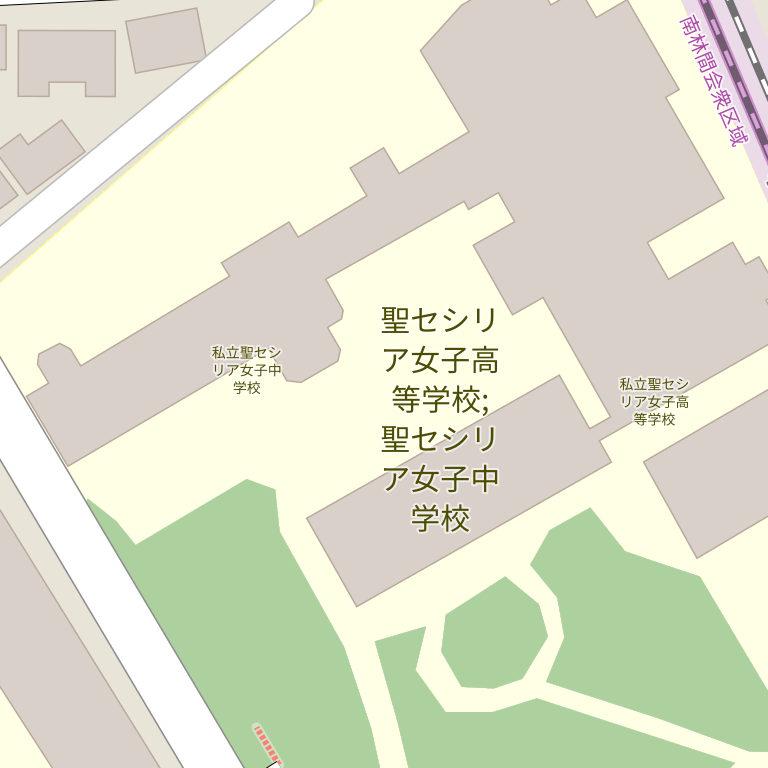 南林間会衆区域
聖セシリ
ア女子高
等学校;
聖セシリ
ア女子中
学校
私立聖セシ
リア女子中
学校
私立聖セシ
リア女子高
等学校